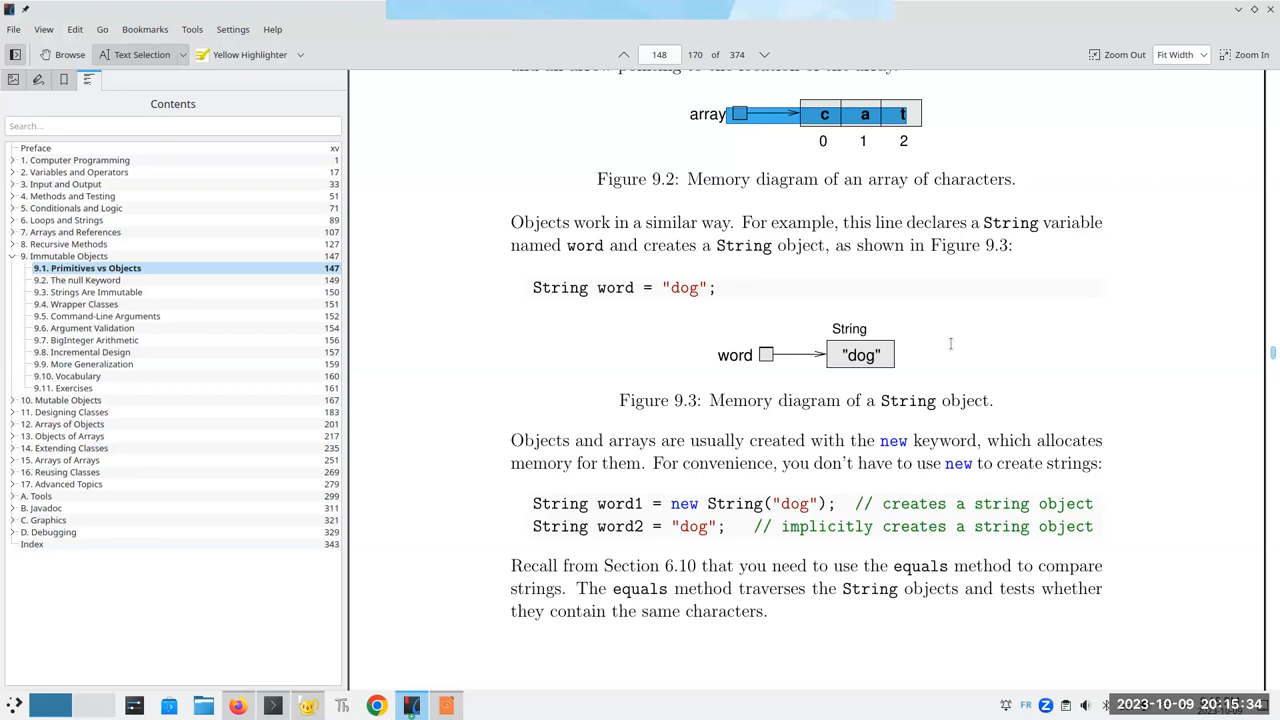 File View Edit Go Bookmarks Tools Settings Help
Browse Text Selection Yellow Highlighter 148 170 of 374 Zoom Out Fit Width Zoom In
Contents
Search...
Preface xv
1. Computer Programming 1
2. Variables and Operators 17
3. Input and Output 33
4. Methods and Testing 51
5. Conditionals and Logic 71
6. Loops and Strings 89
7. Arrays and References 107
8. Recursive Methods 127
9. Immutable Objects 147
9.1. Primitives vs Objects 147
9.2. The null Keyword 149
9.3. Strings Are Immutable 150
9.4. Wrapper Classes 151
9.5. Command-Line Arguments 152
9.6. Argument Validation 154
9.7. BigInteger Arithmetic 156
9.8. Incremental Design 157
9.9. More Generalization 159
9.10. Vocabulary 160
9.11. Exercises 161
10. Mutable Objects 167
11. Designing Classes 183
12. Arrays of Objects 201
13. Objects of Arrays 217
14. Extending Classes 235
15. Arrays of Arrays 251
16. Reusing Classes 269
17. Advanced Topics 279
A. Tools 299
B. Javadoc 311
C. Graphics 321
D. Debugging 329
Index 343
and an arrow pointing to the location of the array.
array c a t
0 1 2
Figure 9.2: Memory diagram of an array of characters.
Objects work in a similar way. For example, this line declares a String variable
named word and creates a String object, as shown in Figure 9.3:
String word = "dog";
String
word "dog"
Figure 9.3: Memory diagram of a String object.
Objects and arrays are usually created with the new keyword, which allocates
memory for them. For convenience, you don't have to use new to create strings:
String word1 = new String("dog"); // creates a string object
String word2 = "dog"; // implicitly creates a string object
Recall from Section 6.10 that you need to use the equals method to compare
strings. The equals method traverses the String objects and tests whether
they contain the same characters.
FR
2023-10-09 20:15:34